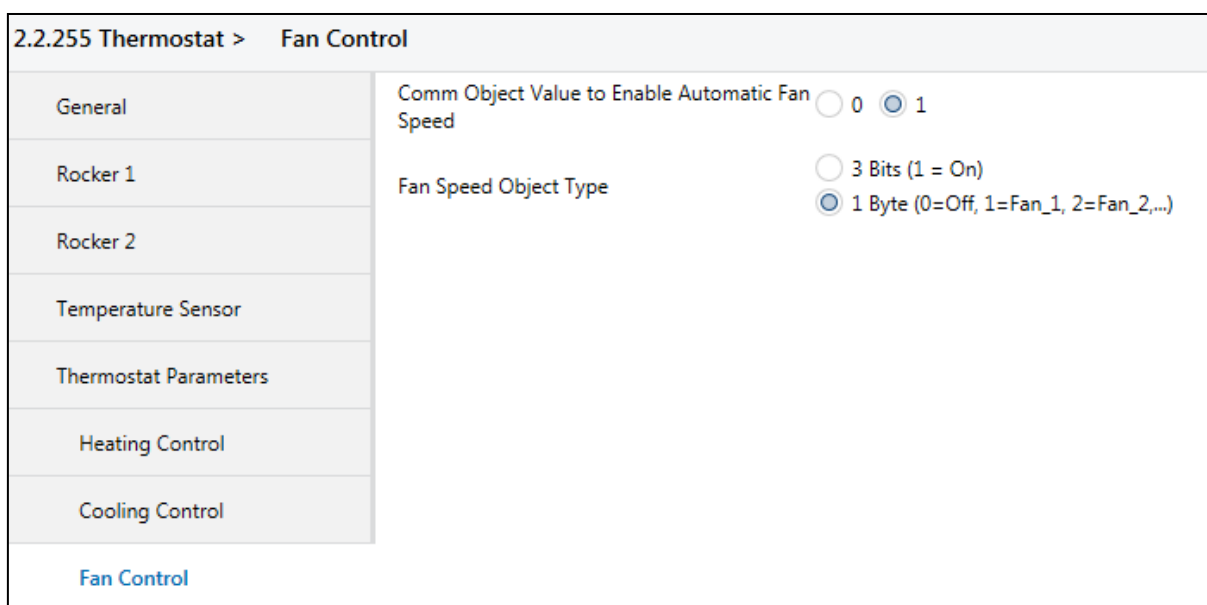 2.2.255 Thermostat > Fan Control
General
Rocker 1
Rocker 2
Temperature Sensor
Thermostat Parameters
Heating Control
Cooling Control
Fan Control
Comm Object Value to Enable Automatic Fan
Speed
0 1
Fan Speed Object Type
3 Bits (1 = On)
1 Byte (0=Off, 1=Fan_1, 2=Fan_2,...)